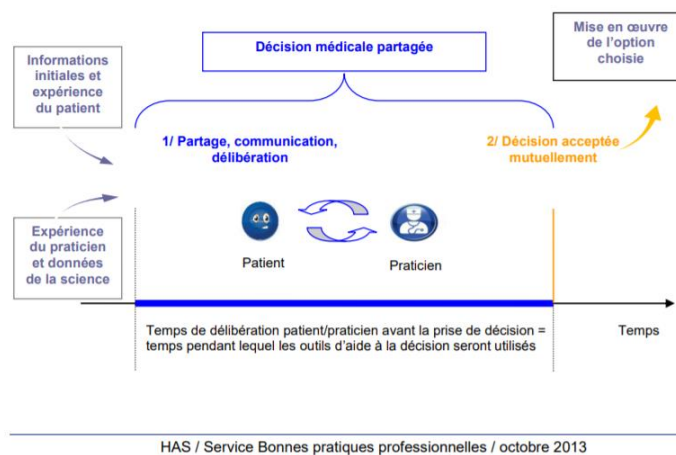 Décision médicale partagée
Mise en œuvre
de l'option
choisie
Informations
initiales et
expérience
du patient
1/ Partage, communication,
délibération
2/ Décision acceptée
mutuellement
Expérience
du praticien
et données
de la science
Patient
Praticien
Temps de délibération patient/praticien avant la prise de décision =
temps pendant lequel les outils d'aide à la décision seront utilisés
Temps
HAS / Service Bonnes pratiques professionnelles / octobre 2013